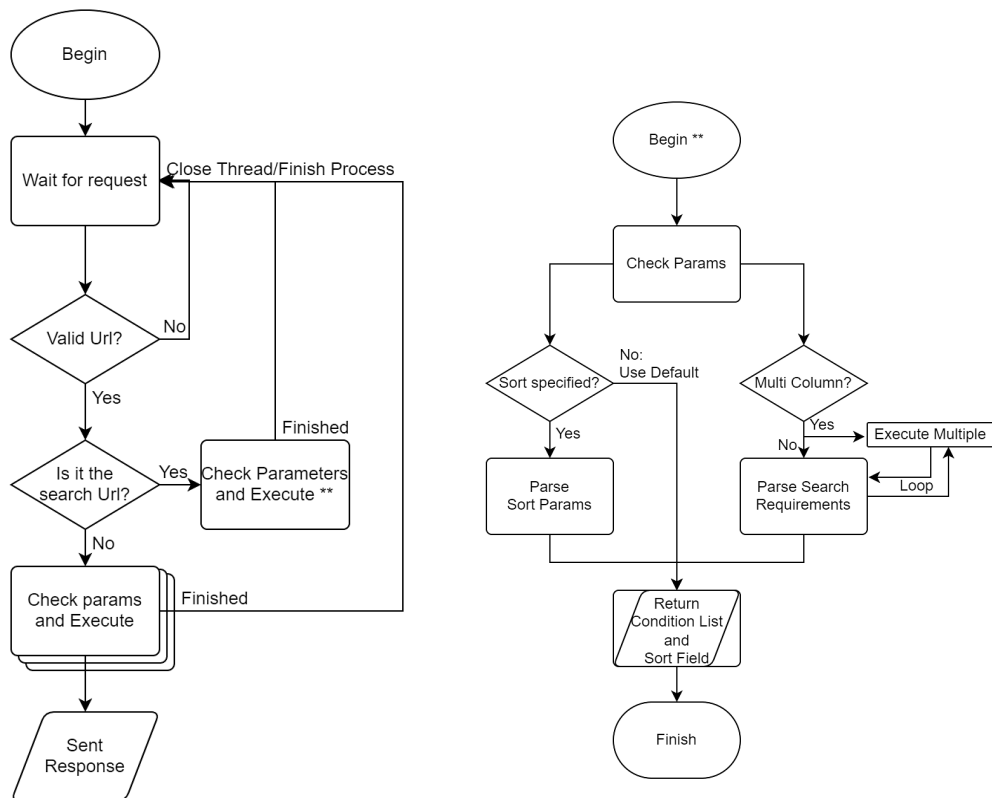 Begin
Close Thread/Finish Process
Wait for request
Valid Url?
No
Yes
Is it the
search Url?
Yes
Finished
Check Parameters
and Execute **
No
Check params
and Execute
Finished
Sent
Response
Begin **
Check Params
Sort specified?
No:
Use Default
Yes
Parse
Sort Params
Multi Column?
Yes
Execute Multiple
No
Parse Search
Requirements
Loop
Return
Condition List
and
Sort Field
Finish